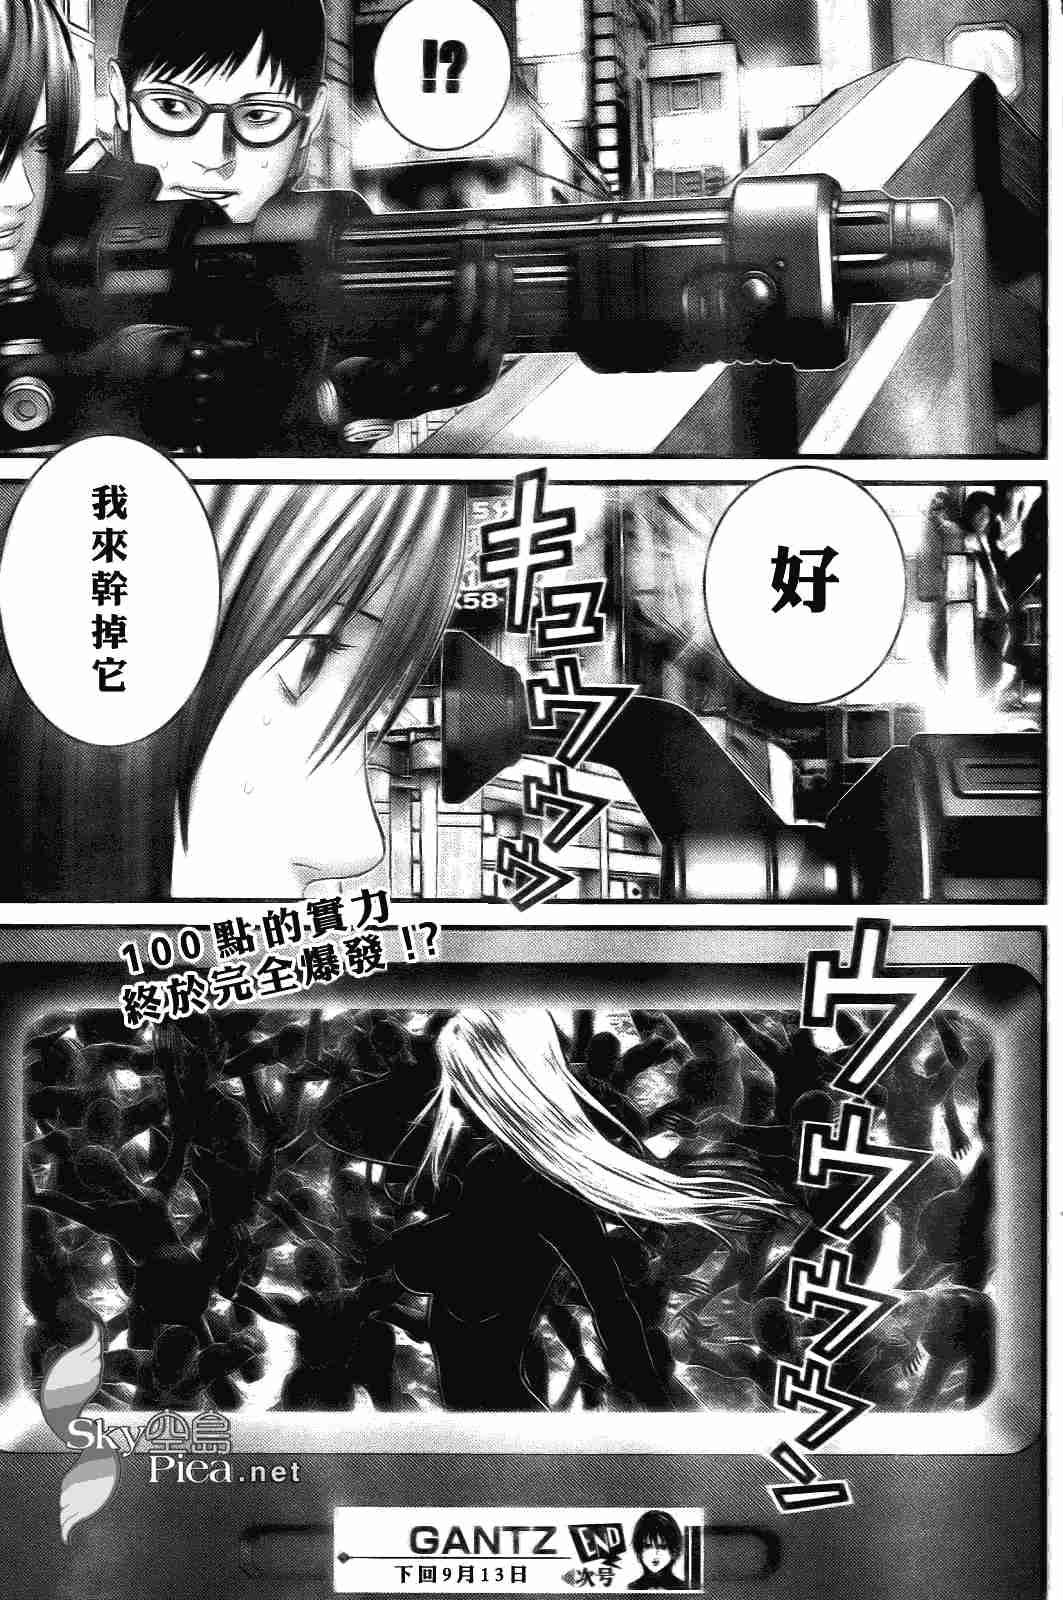 !?
好
キュウウウ
我來幹掉它
100點的實力
終於完全爆發!?
ウウウウン
Sky空島
Piea.net
GANTZ
END
下回9月13日
次号